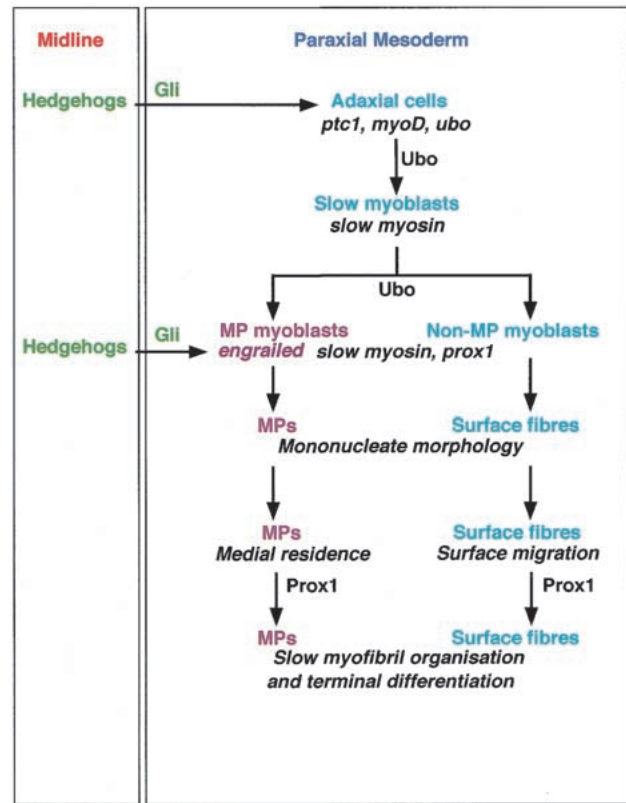 Midline
Paraxial Mesoderm
Hedgehogs
Gli
Adaxial cells
ptc1, myoD, ubo
Ubo
Slow myoblasts
slow myosin
Ubo
Hedgehogs
Gli
MP myoblasts
Non-MP myoblasts
engrailed slow myosin, prox1
MPs
Surface fibres
Mononucleate morphology
MPs
Surface fibres
Medial residence
Surface migration
Prox1
Prox1
MPs
Surface fibres
Slow myofibril organisation
and terminal differentiation